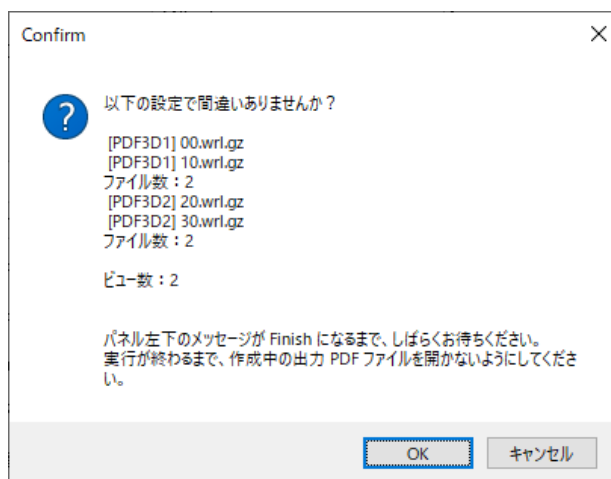 Confirm
以下の設定で間違いありませんか？
[PDF3D1] 00.wrl.gz
[PDF3D1] 10.wrl.gz
ファイル数：2
[PDF3D2] 20.wrl.gz
[PDF3D2] 30.wrl.gz
ファイル数：2
ビュー数：2
パネル左下のメッセージが Finish になるまで、しばらくお待ちください。
実行が終わるまで、作成中の出力 PDF ファイルを開かないようにしてくださ
い。
OK
キャンセル